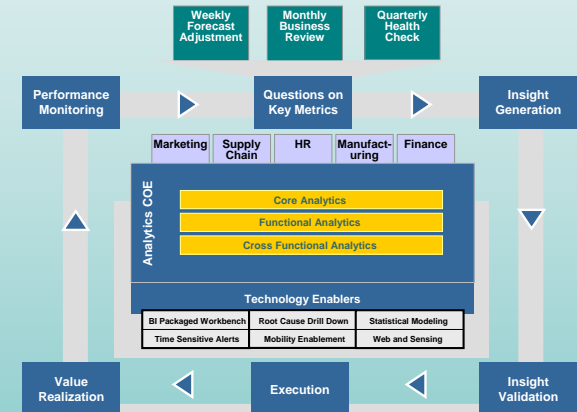 Weekly
Forecast
Adjustment
Monthly
Business
Review
Quarterly
Health
Check
Performance
Monitoring
Questions on
Key Metrics
Insight
Generation
Marketing
Supply
Chain
HR
Manufact-
uring
Finance
Analytics COE
Core Analytics
Functional Analytics
Cross Functional Analytics
Technology Enablers
BI Packaged Workbench
Root Cause Drill Down
Statistical Modeling
Time Sensitive Alerts
Mobility Enablement
Web and Sensing
Value
Realization
Execution
Insight
Validation